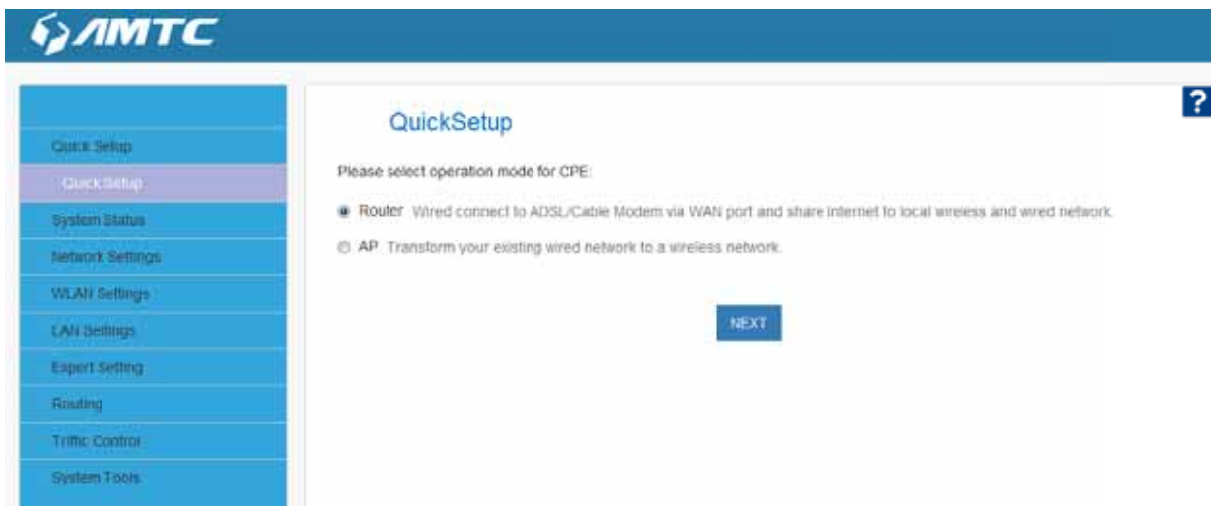 AMTC
?
QuickSetup
Quick Setup
Please select operation mode for CPE:
QuickSetup
Router Wired connect to ADSL/Cable Modem via WAN port and share internet to local wireless and wired network.
System Status
AP Transform your existing wired network to a wireless network.
Network Settings
WLAN Settings
NEXT
LAN Settings
Expert Setting
Routing
Triffic Control
System Tools